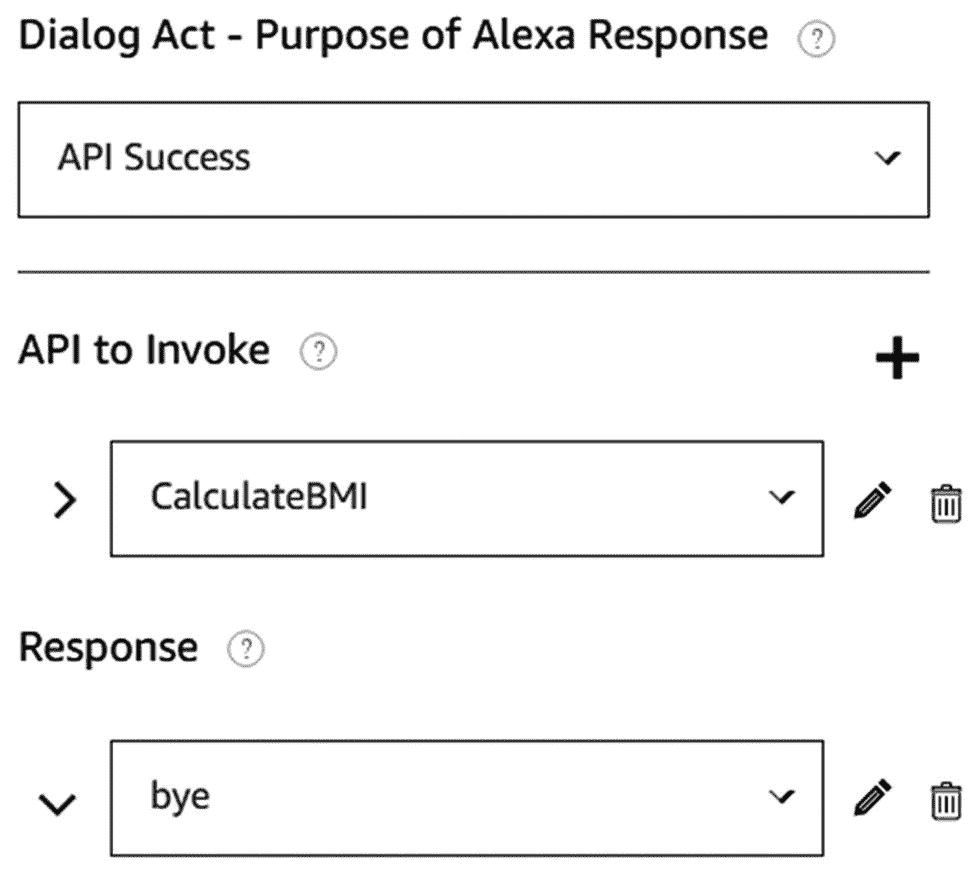 Dialog Act - Purpose of Alexa Response ?
API Success
API to Invoke ?
CalculateBMI
Response ?
bye